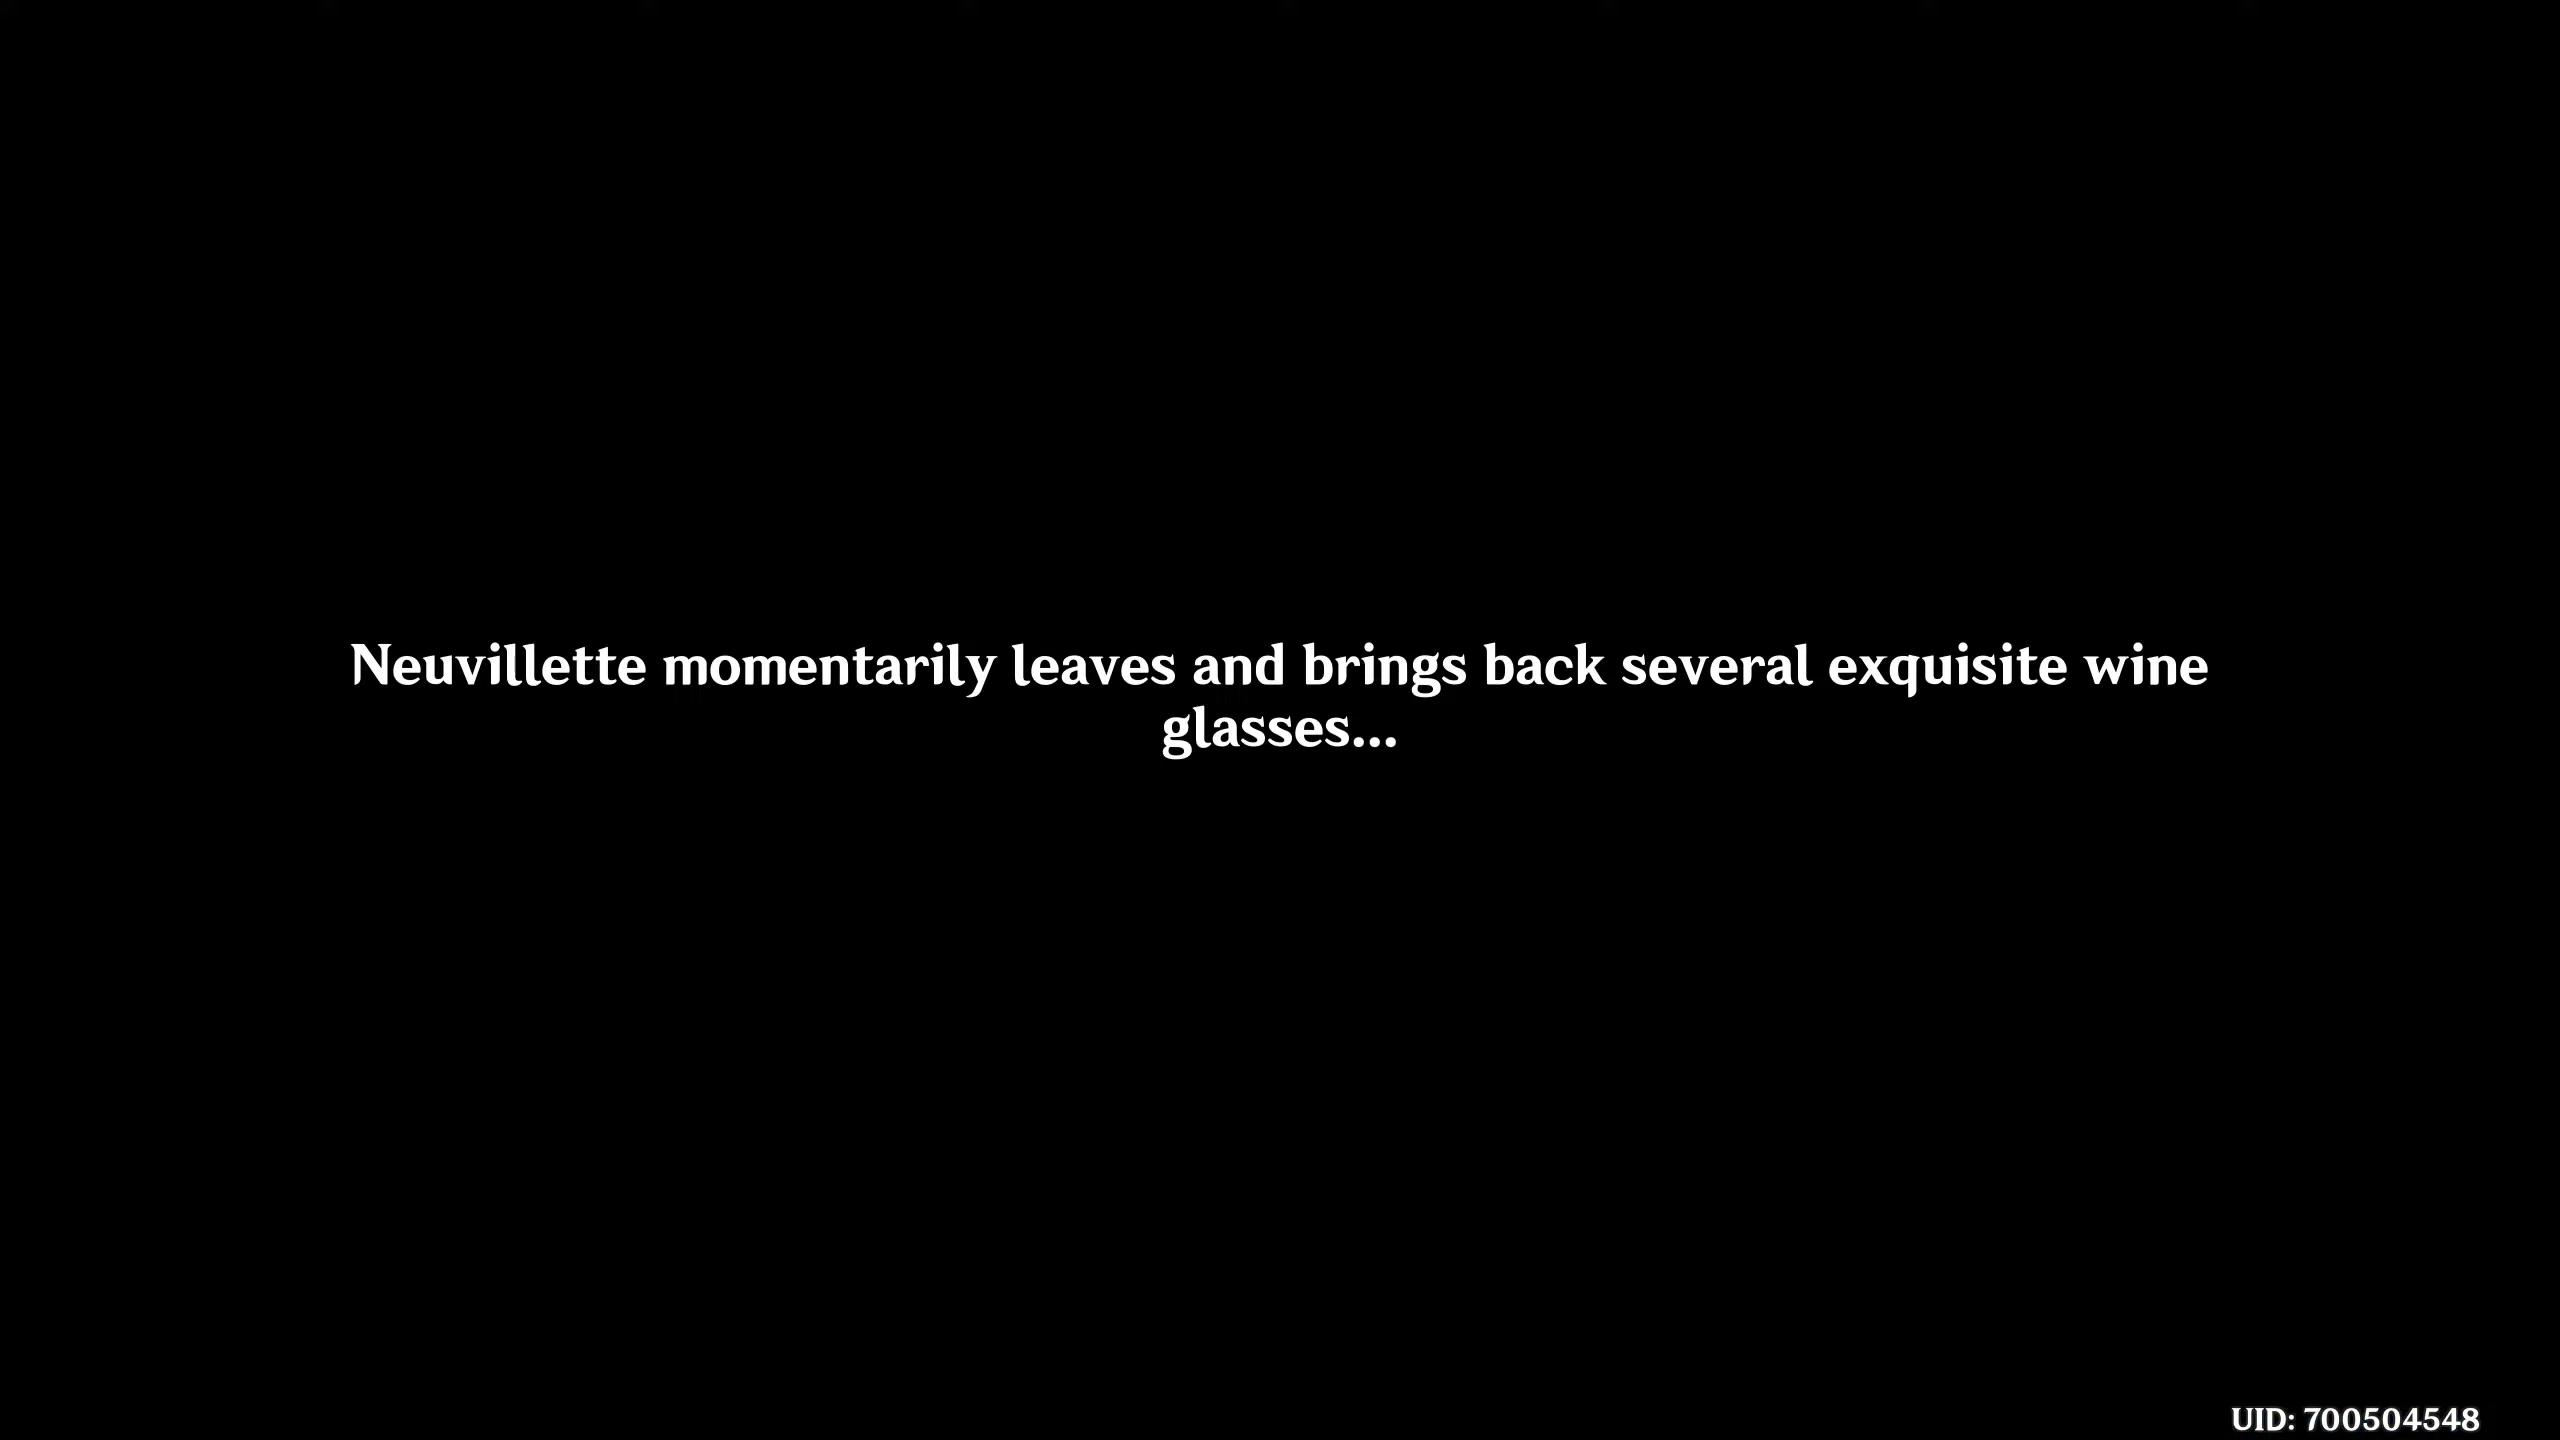 Neuvillette momentarily leaves and brings back several exquisite wine
glasses...
UID: 700504548